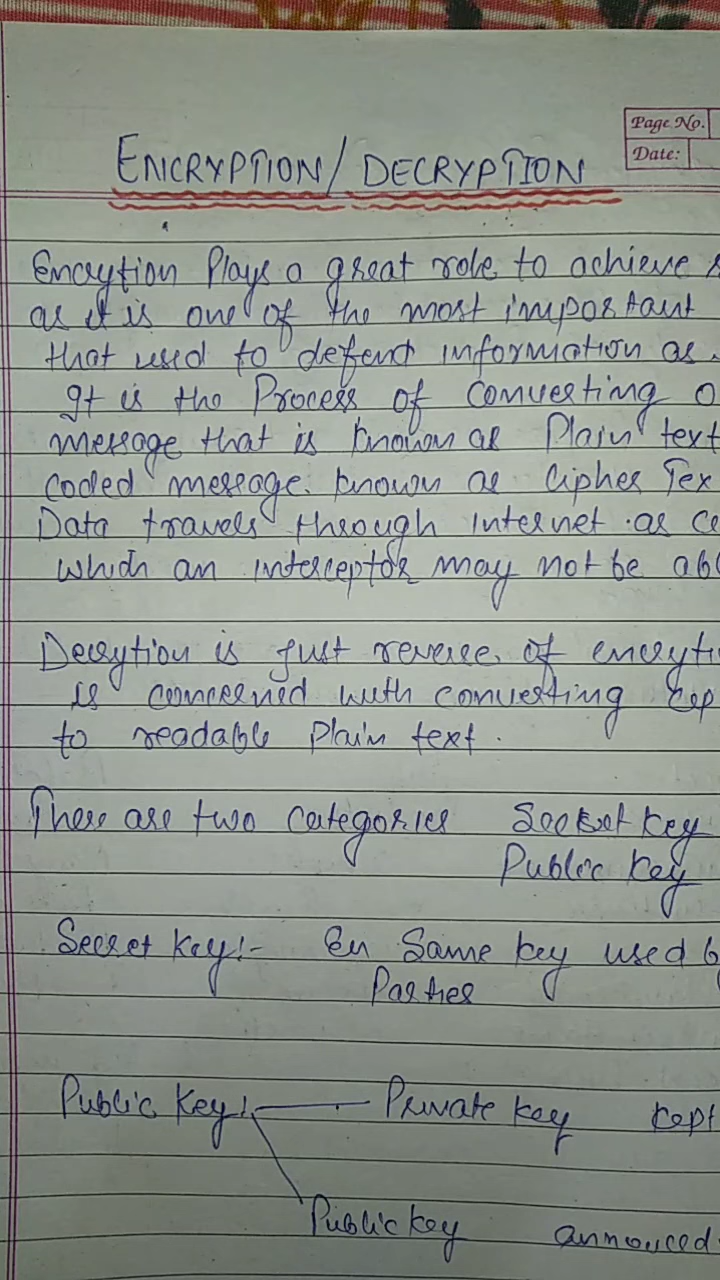 Page No.
Date:
ENCRYPTION / DECRYPTION
Encrytion Plays a great role to achieve
as it is one of the most important
that used to defend information as
It is the Process of converting
message that is known as Plain text
coded message. known as Cipher Tex
Data travels through internet as
which an interceptor may not be
Decrytion is just reverse of
is concerned with converting
to readable Plain text.
There are two categories Secret key
Public key
Secret key:- Same key used
Parties
Public key:- Private key kept
Public key announced